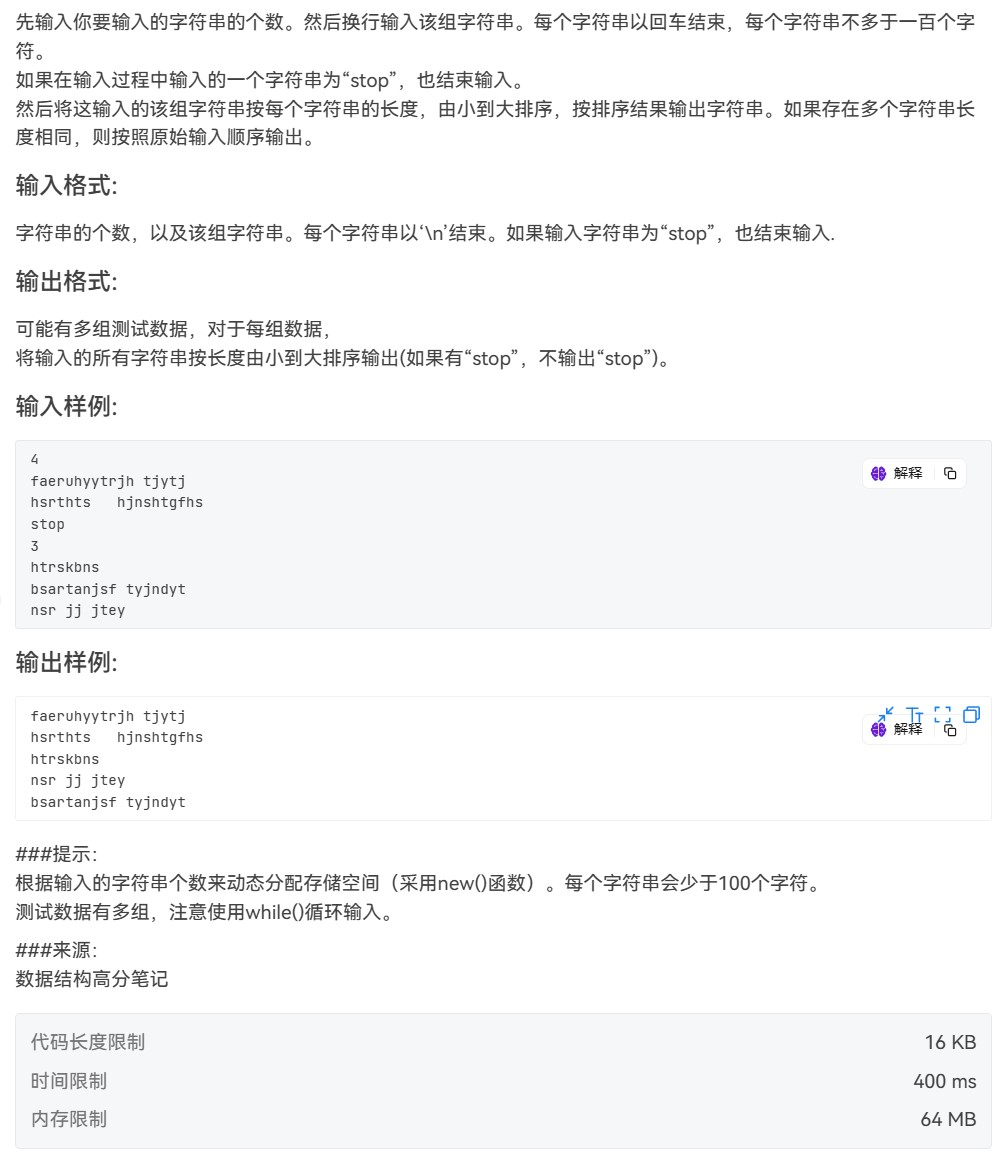 先输入你要输入的字符串的个数。然后换行输入该组字符串。每个字符串以回车结束，每个字符串不多于一百个字
符。
如果在输入过程中输入的一个字符串为“stop”，也结束输入。
然后将这输入的该组字符串按每个字符串的长度，由小到大排序，按排序结果输出字符串。如果存在多个字符串长
度相同，则按照原始输入顺序输出。
输入格式:
字符串的个数，以及该组字符串。每个字符串以‘\n’结束。如果输入字符串为“stop”，也结束输入.
输出格式:
可能有多组测试数据，对于每组数据，
将输入的所有字符串按长度由小到大排序输出(如果有“stop”，不输出“stop”)。
输入样例:
4
解释
faeruhyytrjh tjytj
hsrthts   hjnshtgfhs
stop
3
htrskbns
bsartanjsf tyjndyt
nsr jj jtey
输出样例:
faeruhyytrjh tjytj
Tт
解释
hsrthts   hjnshtgfhs
htrskbns
nsr jj jtey
bsartanjsf tyjndyt
###提示:
根据输入的字符串个数来动态分配存储空间（采用new()函数）。每个字符串会少于100个字符。
测试数据有多组，注意使用while()循环输入。
###来源:
数据结构高分笔记
代码长度限制 16 KB
时间限制 400 ms
内存限制 64 MB